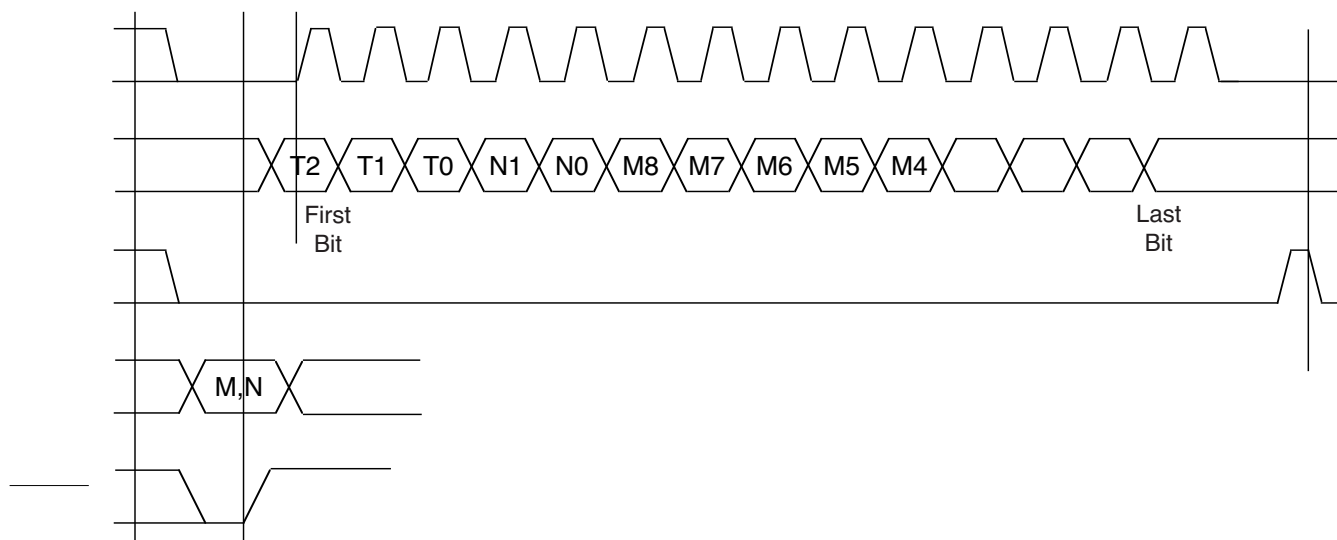 T2 T1 T0 N1 N0 M8 M7 M6 M5 M4
First
Bit
Last
Bit
M,N